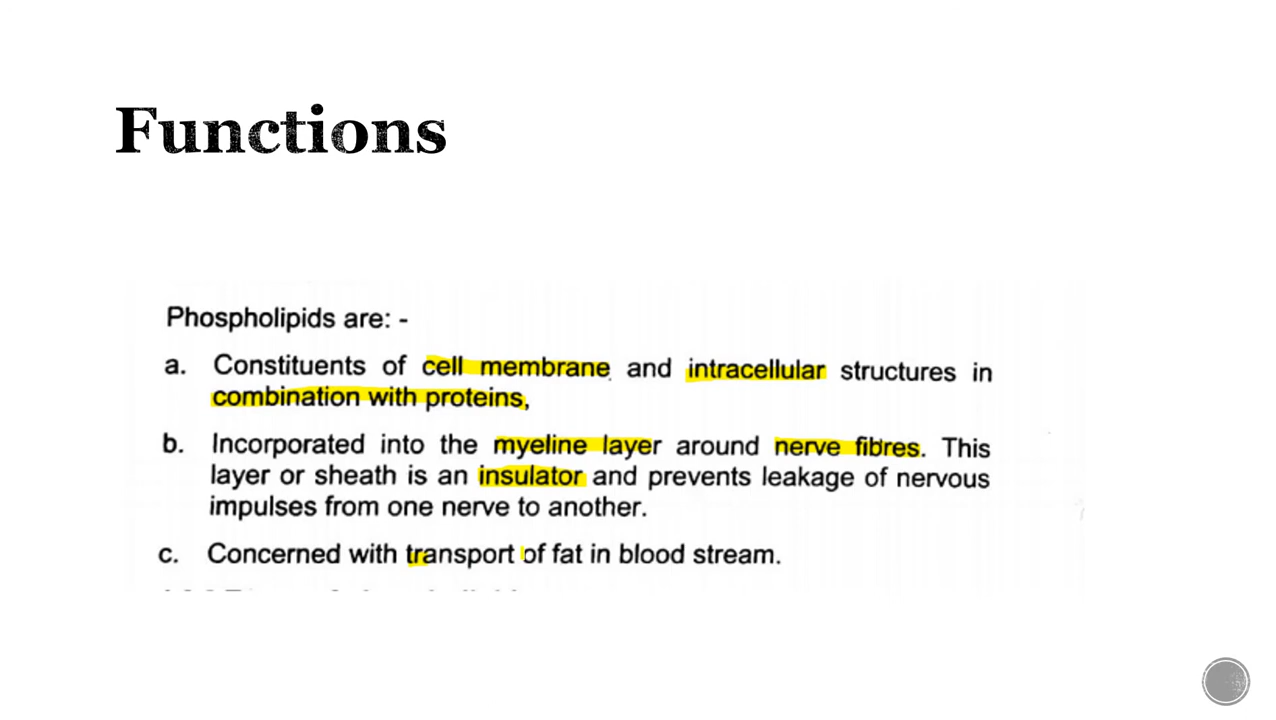 Functions
Phospholipids are: -
a. Constituents of cell membrane and intracellular structures in
combination with proteins,
b. Incorporated into the myeline layer around nerve fibres. This
layer or sheath is an insulator and prevents leakage of nervous
impulses from one nerve to another.
c. Concerned with transport of fat in blood stream.